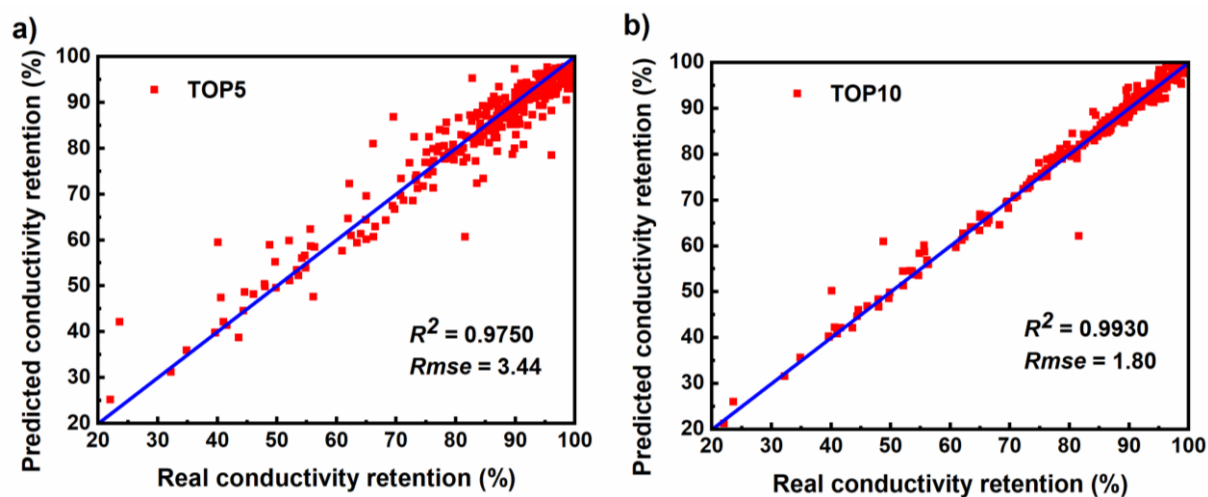 a)
Predicted conductivity retention (%)
100
90
80
70
60
50
40
30
20
TOP5
R² = 0.9750
Rmse = 3.44
20 30 40 50 60 70 80 90 100
Real conductivity retention (%)
b)
Predicted conductivity retention (%)
100
90
80
70
60
50
40
30
20
TOP10
R² = 0.9930
Rmse = 1.80
20 30 40 50 60 70 80 90 100
Real conductivity retention (%)